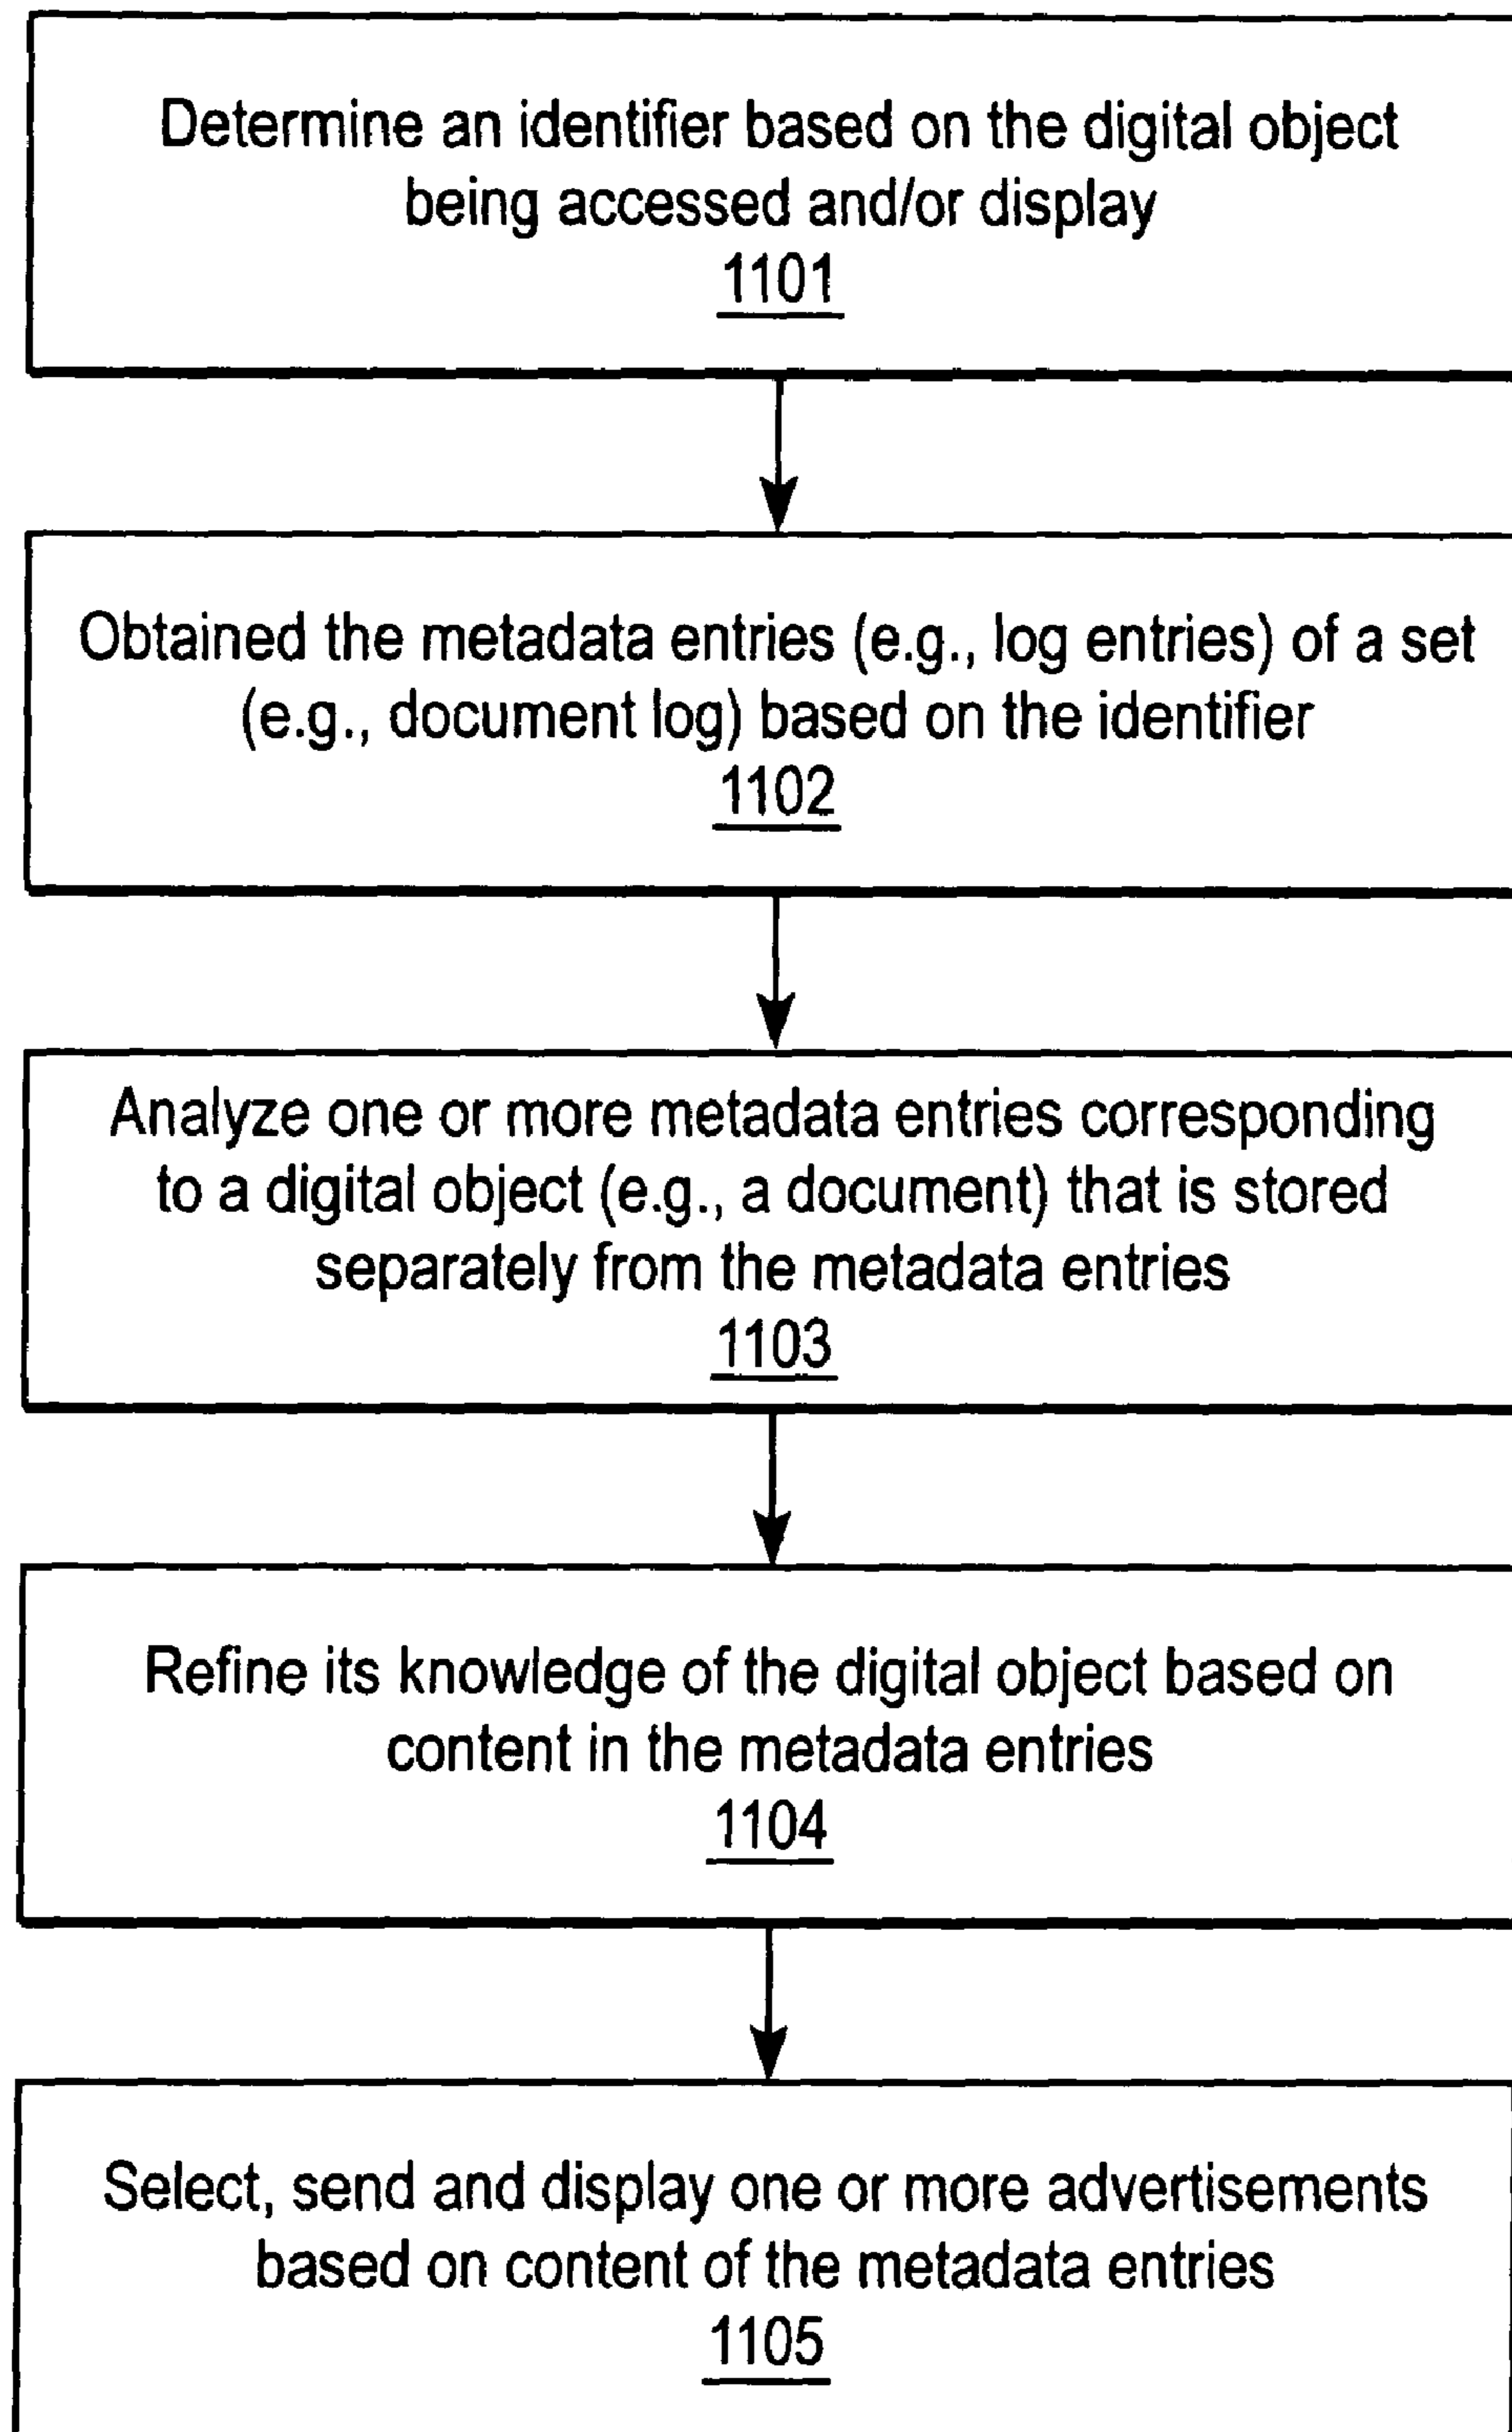 Determine an identifier based on the digital object
being accessed and/or display
1101
Obtained the metadata entries (e.g., log entries) of a set
(e.g., document log) based on the identifier
1102
Analyze one or more metadata entries corresponding
to a digital object (e.g., a document) that is stored
separately from the metadata entries
1103
Refine its knowledge of the digital object based on
content in the metadata entries
1104
Select, send and display one or more advertisements
based on content of the metadata entries
1105